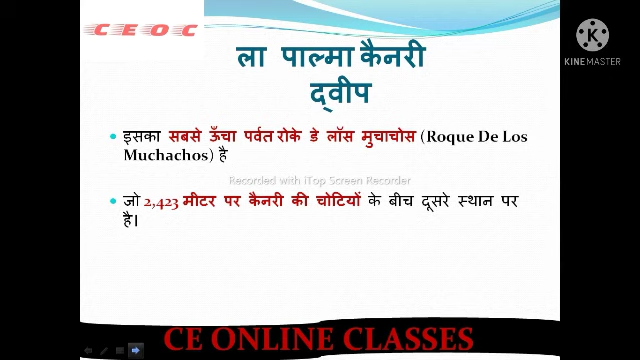 CEOC
KINEMASTER
ला पाल्मा कैनरी
द्वीप
इसका सबसे ऊँचा पर्वत रोके डे लॉस मुचाचोस (Roque De Los
Muchachos) है
Recorded with iTop Screen Recorder
जो 2,423 मीटर पर कैनरी की चोटियों के बीच दूसरे स्थान पर
है।
CE ONLINE CLASSES